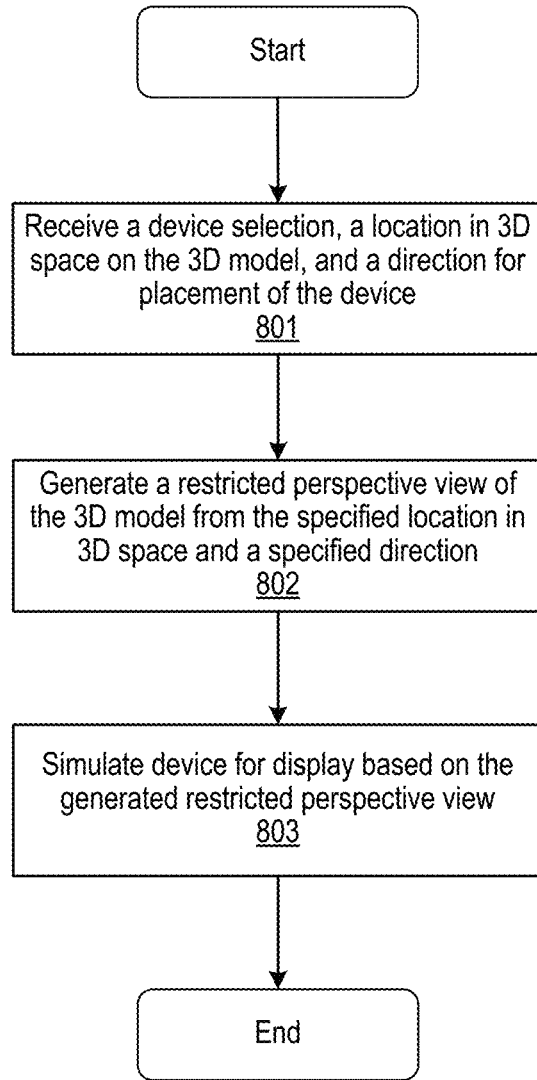 Start
Receive a device selection, a location in 3D
space on the 3D model, and a direction for
placement of the device
801
Generate a restricted perspective view of
the 3D model from the specified location in
3D space and a specified direction
802
Simulate device for display based on the
generated restricted perspective view
803
End